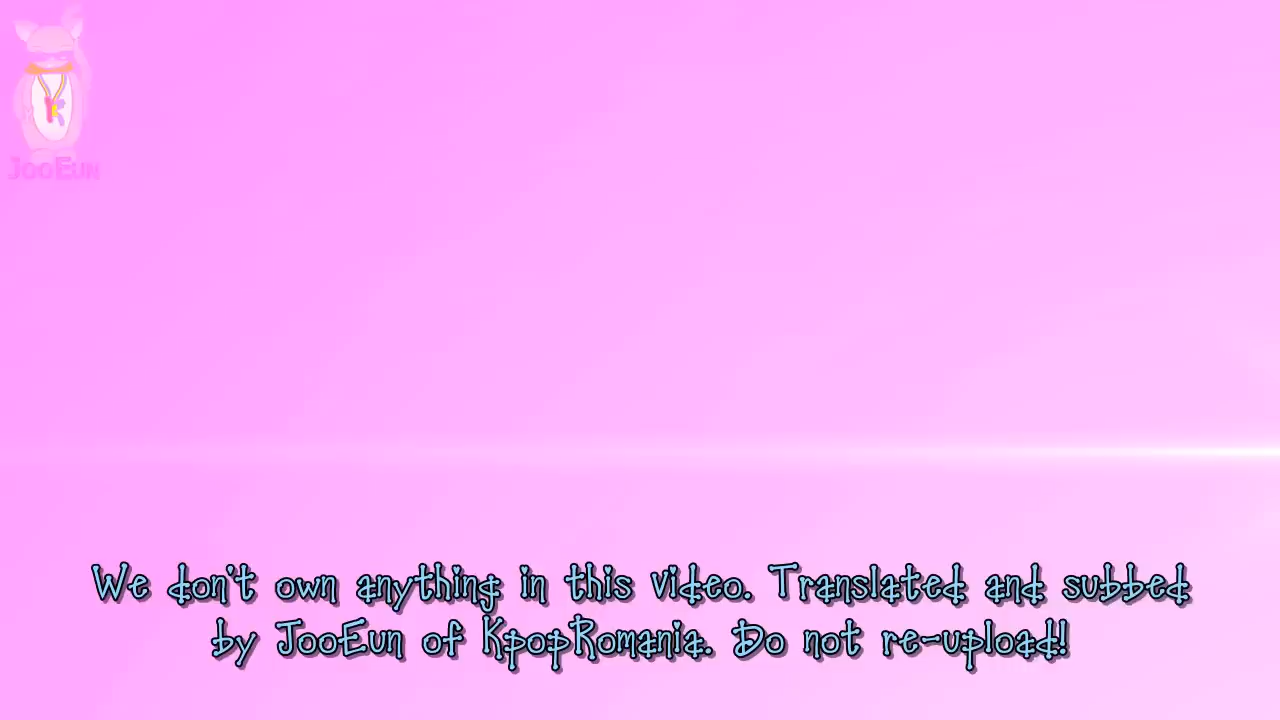 JooEun
We don't own anything in this video. Translated and subbed
by JooEun of KpopRomania. Do not re-upload!